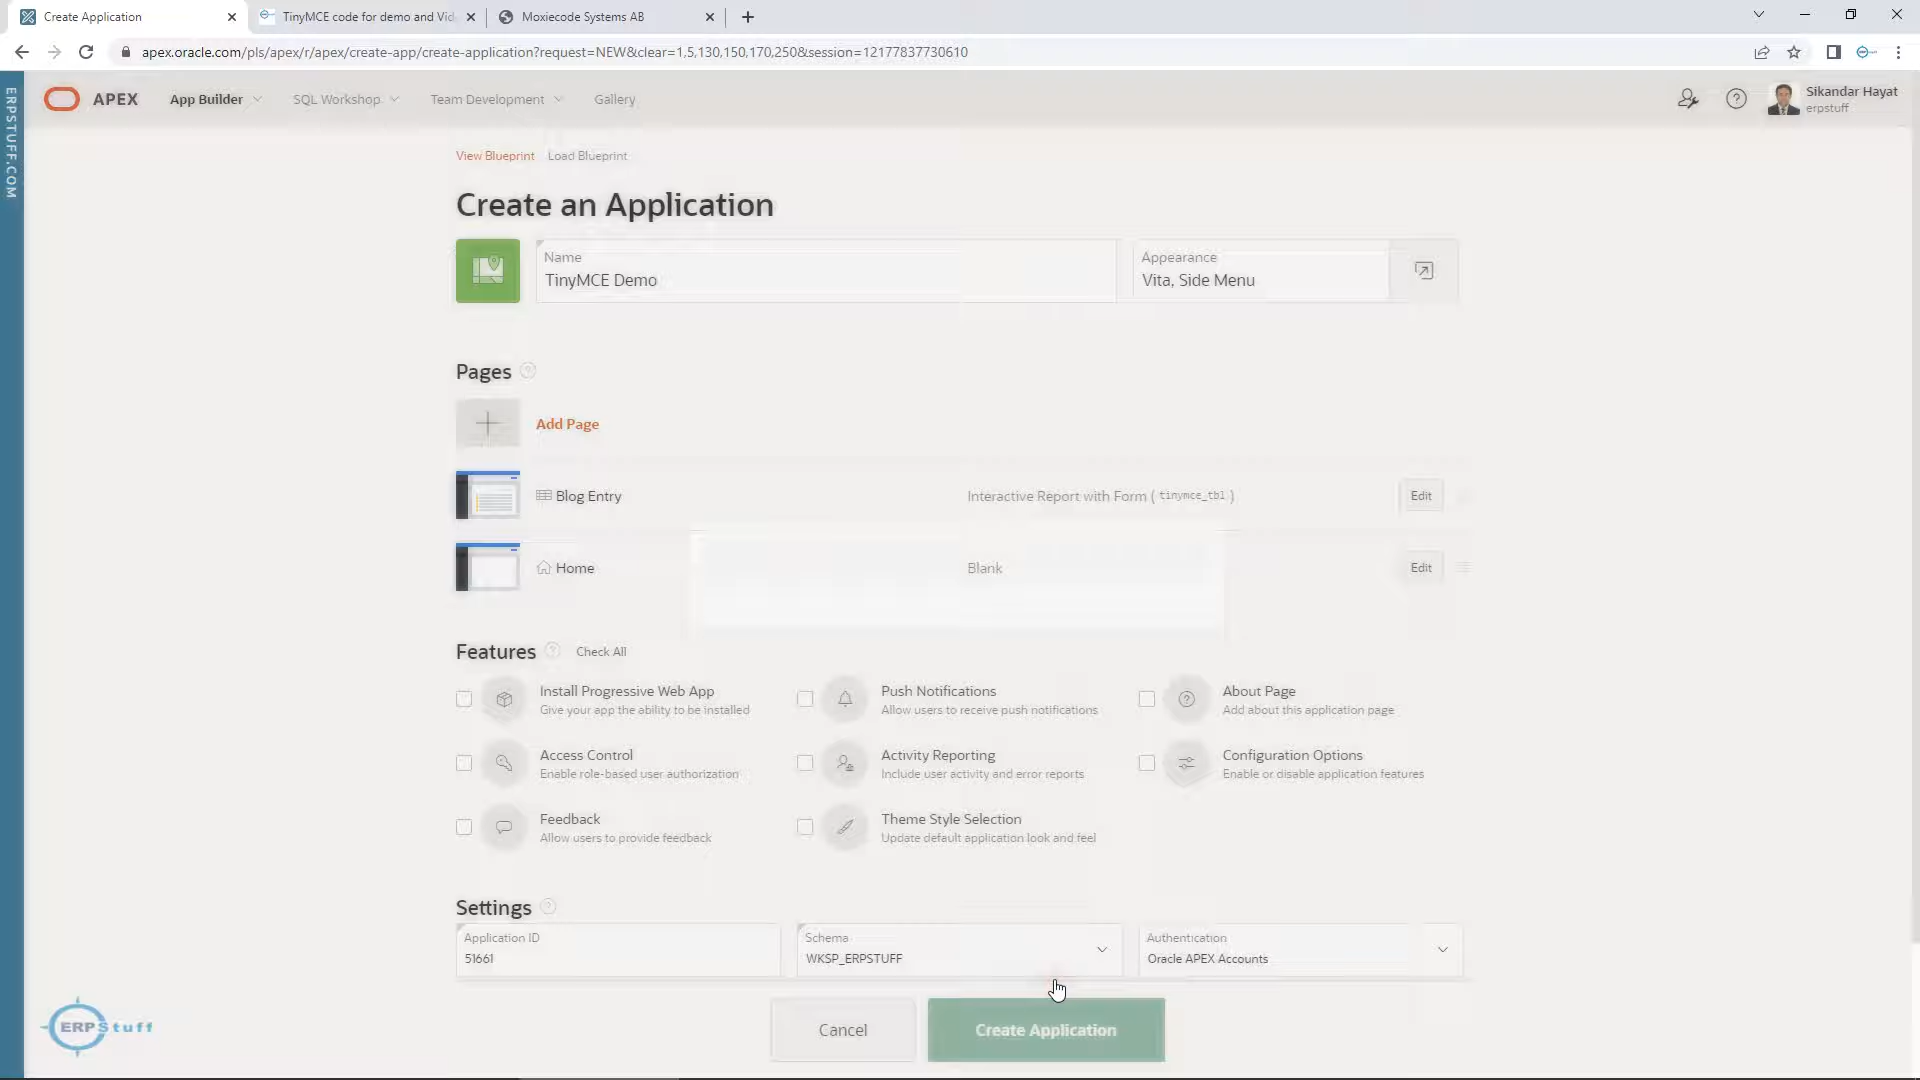 Create Application
TinyMCE code for demo and Vid
Moxiecode Systems AB
apex.oracle.com/pls/apex/r/apex/create-app/create-application?request=NEW&clear=1,5,130,150,170,250&session=12177837730610
ERPSTUFF.COM
APEX
App Builder
SQL Workshop
Team Development
Gallery
Sikandar Hayat
erpstuff
View Blueprint
Load Blueprint
Create an Application
Name
TinyMCE Demo
Appearance
Vita, Side Menu
Pages
Add Page
Blog Entry
Interactive Report with Form ( tinymce_tbl )
Edit
Home
Blank
Edit
Features
Check All
Install Progressive Web App
Give your app the ability to be installed
Push Notifications
Allow users to receive push notifications
About Page
Add about this application page
Access Control
Enable role-based user authorization
Activity Reporting
Include user activity and error reports
Configuration Options
Enable or disable application features
Feedback
Allow users to provide feedback
Theme Style Selection
Update default application look and feel
Settings
Application ID
51661
Schema
WKSP_ERPSTUFF
Authentication
Oracle APEX Accounts
ERPStuff
Cancel
Create Application